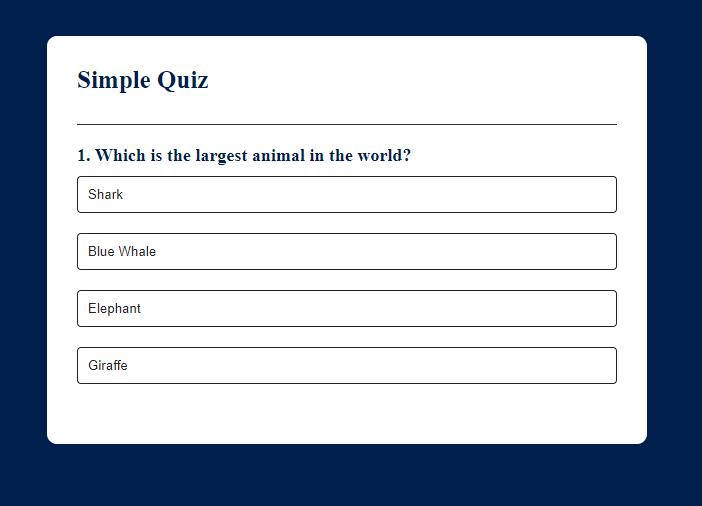 Simple Quiz
1. Which is the largest animal in the world?
Shark
Blue Whale
Elephant
Giraffe